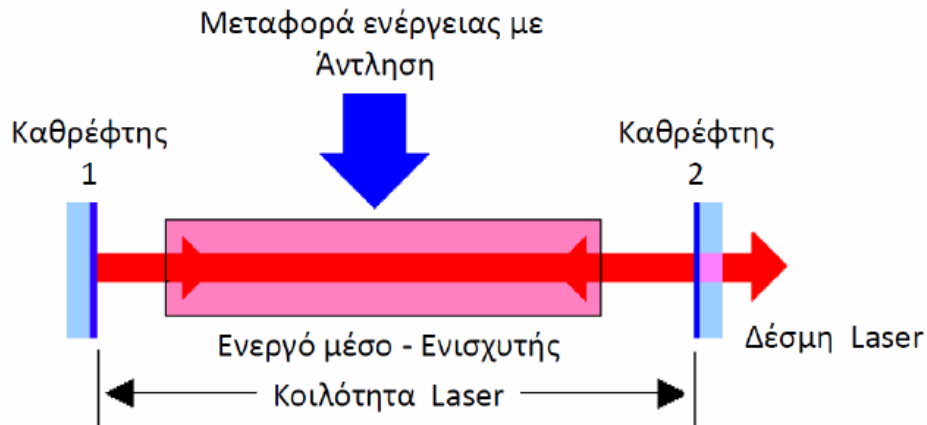 Μεταφορά ενέργειας με
Άντληση
Καθρέφτης
1
Καθρέφτης
2
Ενεργό μέσο - Ενισχυτής
Δέσμη Laser
Κοιλότητα Laser